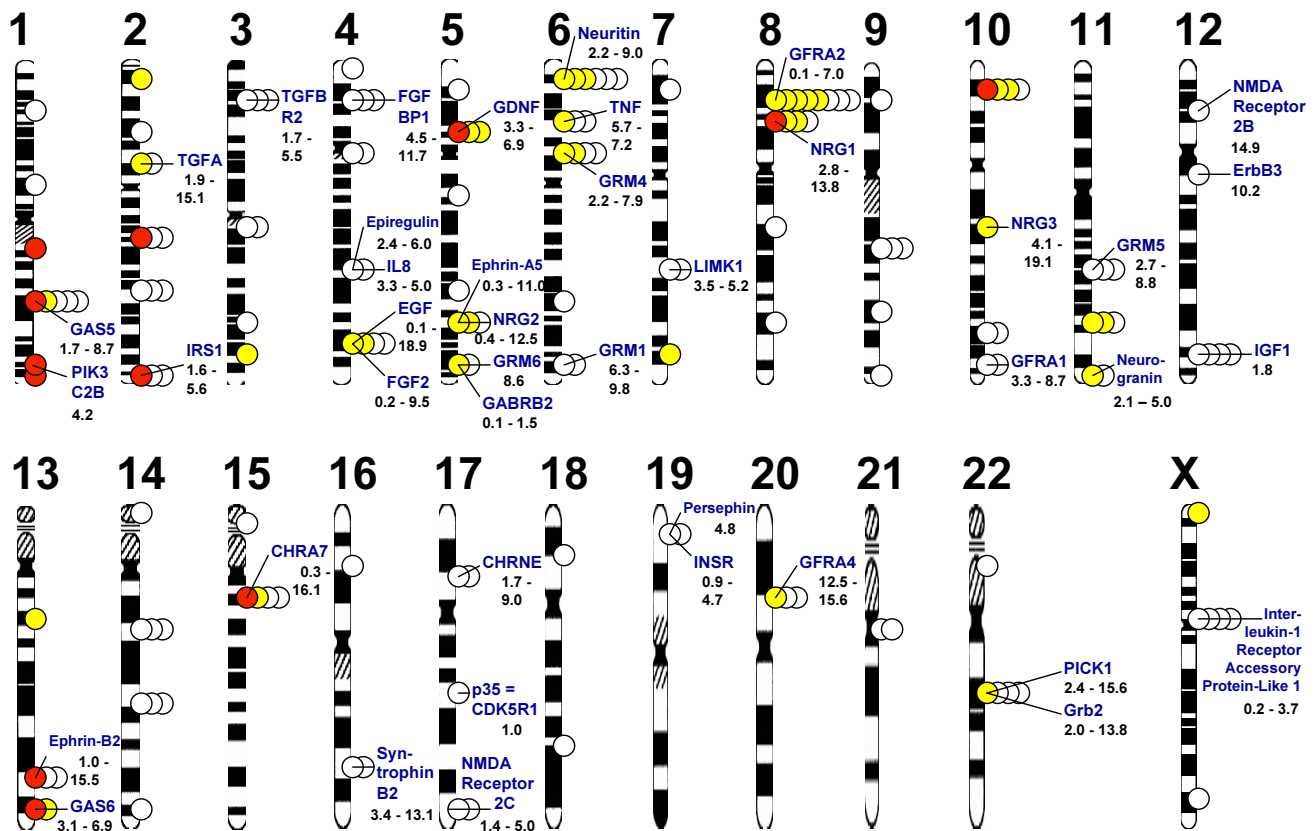 1 2 3 4 5 6 7 8 9 10 11 12
GAS5
1.7 - 8.7
PIK3
C2B
4.2
TGFA
1.9 -
15.1
IRS1
1.6 -
5.6
TGFB
R2
1.7 -
5.5
FGF
BP1
4.5 -
11.7
Epiregulin
2.4 - 6.0
IL8
3.3 - 5.0
EGF
0.1 -
18.9
FGF2
0.2 - 9.5
GDNF
3.3 -
6.9
Ephrin-A5
0.3 - 11.0
NRG2
0.4 - 12.5
GRM6
8.6
GABRB2
0.1 - 1.5
Neuritin
2.2 - 9.0
TNF
5.7 -
7.2
GRM4
2.2 - 7.9
GRM1
6.3 -
9.8
LIMK1
3.5 - 5.2
GFRA2
0.1 - 7.0
NRG1
2.8 -
13.8
NRG3
4.1 -
19.1
GFRA1
3.3 - 8.7
GRM5
2.7 -
8.8
Neuro-
granin
2.1 – 5.0
NMDA
Receptor
2B
14.9
ErbB3
10.2
IGF1
1.8
13 14 15 16 17 18 19 20 21 22 X
Ephrin-B2
1.0 -
15.5
GAS6
3.1 - 6.9
CHRA7
0.3 -
16.1
Syn-
trophin
B2
3.4 - 13.1
CHRNE
1.7 -
9.0
p35 =
CDK5R1
1.0
NMDA
Receptor
2C
1.4 - 5.0
Persephin
4.8
INSR
0.9 -
4.7
GFRA4
12.5 -
15.6
PICK1
2.4 - 15.6
Grb2
2.0 - 13.8
Inter-
leukin-1
Receptor
Accessory
Protein-Like 1
0.2 - 3.7